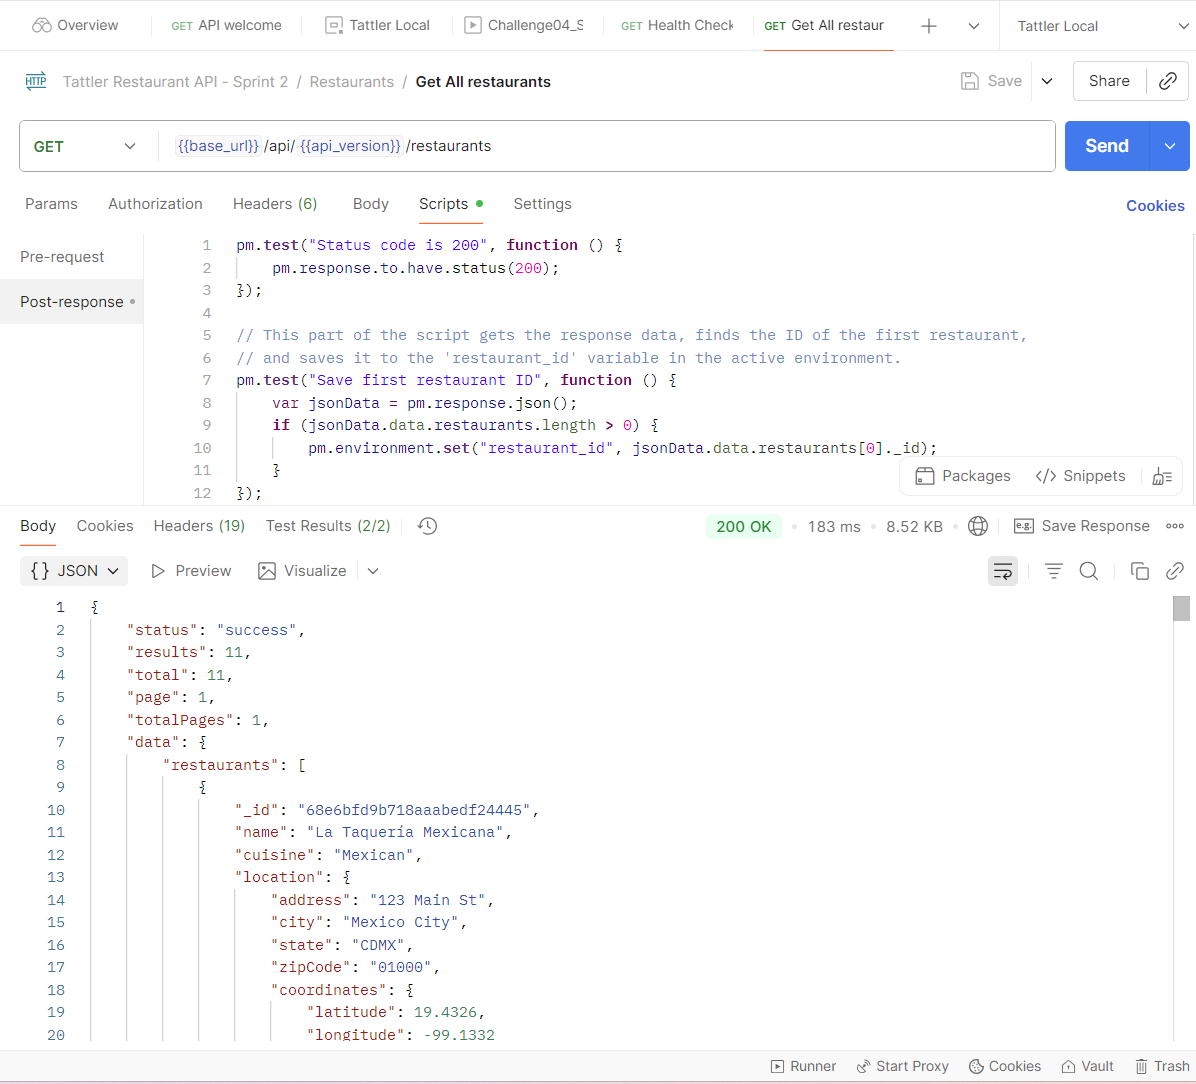 Overview GET API welcome Tattler Local Challenge04_S GET Health Check GET Get All restaur Tattler Local
HTTP Tattler Restaurant API - Sprint 2 / Restaurants / Get All restaurants Save Share
GET {{base_url}}/api/{{api_version}}/restaurants Send
Params Authorization Headers (6) Body Scripts Settings Cookies
Pre-request
Post-response
1 pm.test("Status code is 200", function () {
2 pm.response.to.have.status(200);
3 });
4
5 // This part of the script gets the response data, finds the ID of the first restaurant,
6 // and saves it to the 'restaurant_id' variable in the active environment.
7 pm.test("Save first restaurant ID", function () {
8 var jsonData = pm.response.json();
9 if (jsonData.data.restaurants.length > 0) {
10 pm.environment.set("restaurant_id", jsonData.data.restaurants[0]._id);
11 }
12 });
Packages </> Snippets
Body Cookies Headers (19) Test Results (2/2) 200 OK 183 ms 8.52 KB e.g. Save Response
{} JSON Preview Visualize
1 {
2 "status": "success",
3 "results": 11,
4 "total": 11,
5 "page": 1,
6 "totalPages": 1,
7 "data": {
8 "restaurants": [
9 {
10 "_id": "68e6bfd9b718aaabedf24445",
11 "name": "La Taquería Mexicana",
12 "cuisine": "Mexican",
13 "location": {
14 "address": "123 Main St",
15 "city": "Mexico City",
16 "state": "CDMX",
17 "zipCode": "01000",
18 "coordinates": {
19 "latitude": 19.4326,
20 "longitude": -99.1332
Runner Start Proxy Cookies Vault Trash